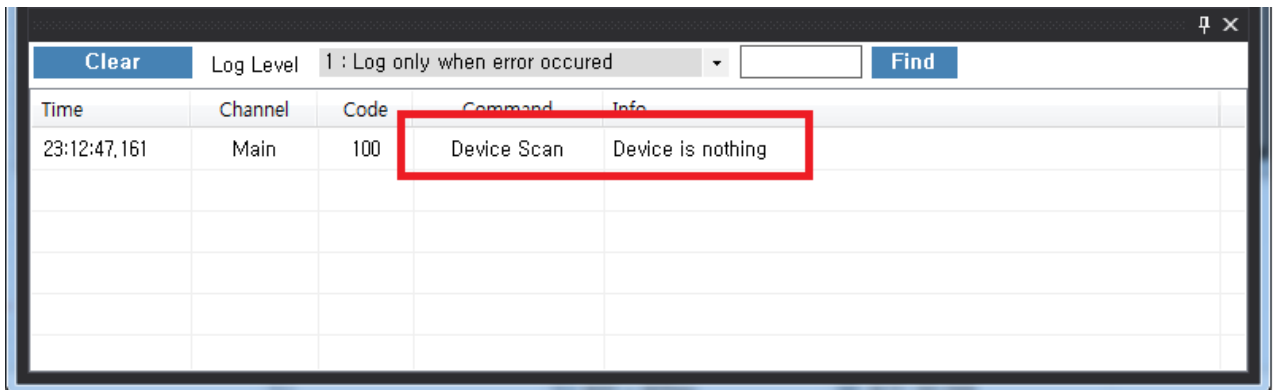 Clear Log Level 1 : Log only when error occured Find
Time Channel Code Command Info
23:12:47,161 Main 100 Device Scan Device is nothing